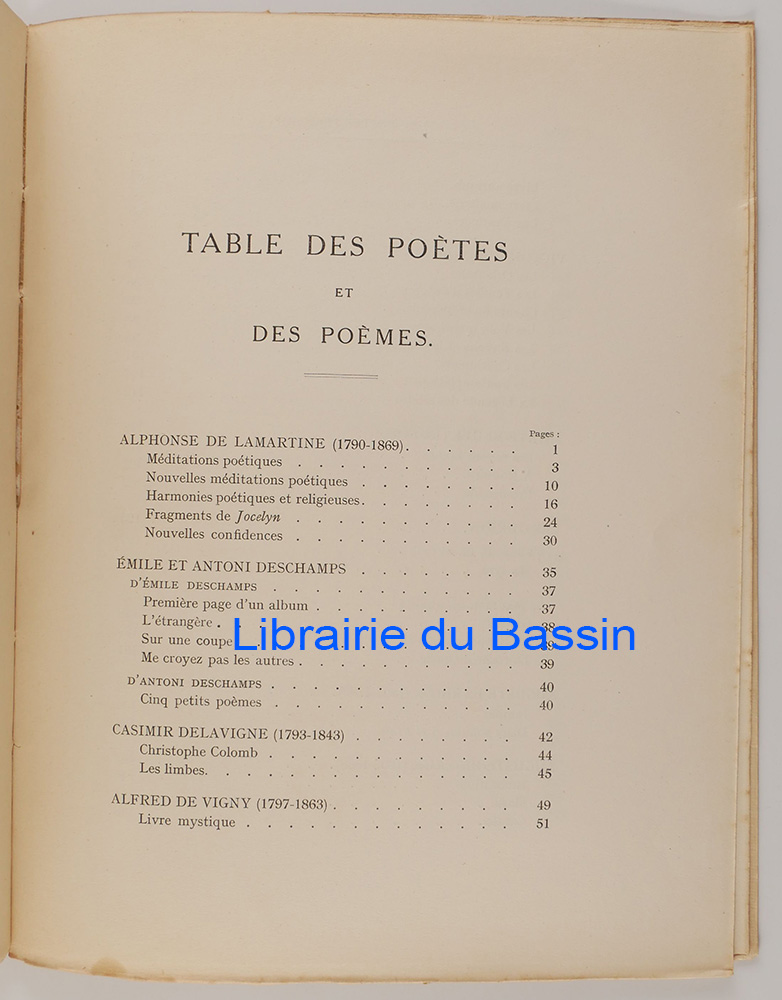 TABLE DES POÈTES
ET
DES POÈMES.
Pages :
ALPHONSE DE LAMARTINE (1790-1869). . . . . . 1
Méditations poétiques . . . . . . . . . . 3
Nouvelles méditations poétiques . . . . . . . 10
Harmonies poétiques et religieuses. . . . . . . 16
Fragments de Jocelyn . . . . . . . . . . 24
Nouvelles confidences . . . . . . . . . . 30
ÉMILE ET ANTONI DESCHAMPS . . . . . . . . 35
D'ÉMILE DESCHAMPS . . . . . . . . . . . 37
Première page d'un album . . . . . . . . . 37
L'étrangère . . . . . . . . . . . . . 38
Sur une coupe . . . . . . . . . . . . 39
Me croyez pas les autres . . . . . . . . . . 39
D'ANTONI DESCHAMPS . . . . . . . . . . . 40
Cinq petits poèmes . . . . . . . . . . . 40
CASIMIR DELAVIGNE (1793-1843) . . . . . . . . 42
Christophe Colomb . . . . . . . . . . . 44
Les limbes. . . . . . . . . . . . . . 45
ALFRED DE VIGNY (1797-1863) . . . . . . . . . 49
Livre mystique . . . . . . . . . . . . . 51
Librairie du Bassin